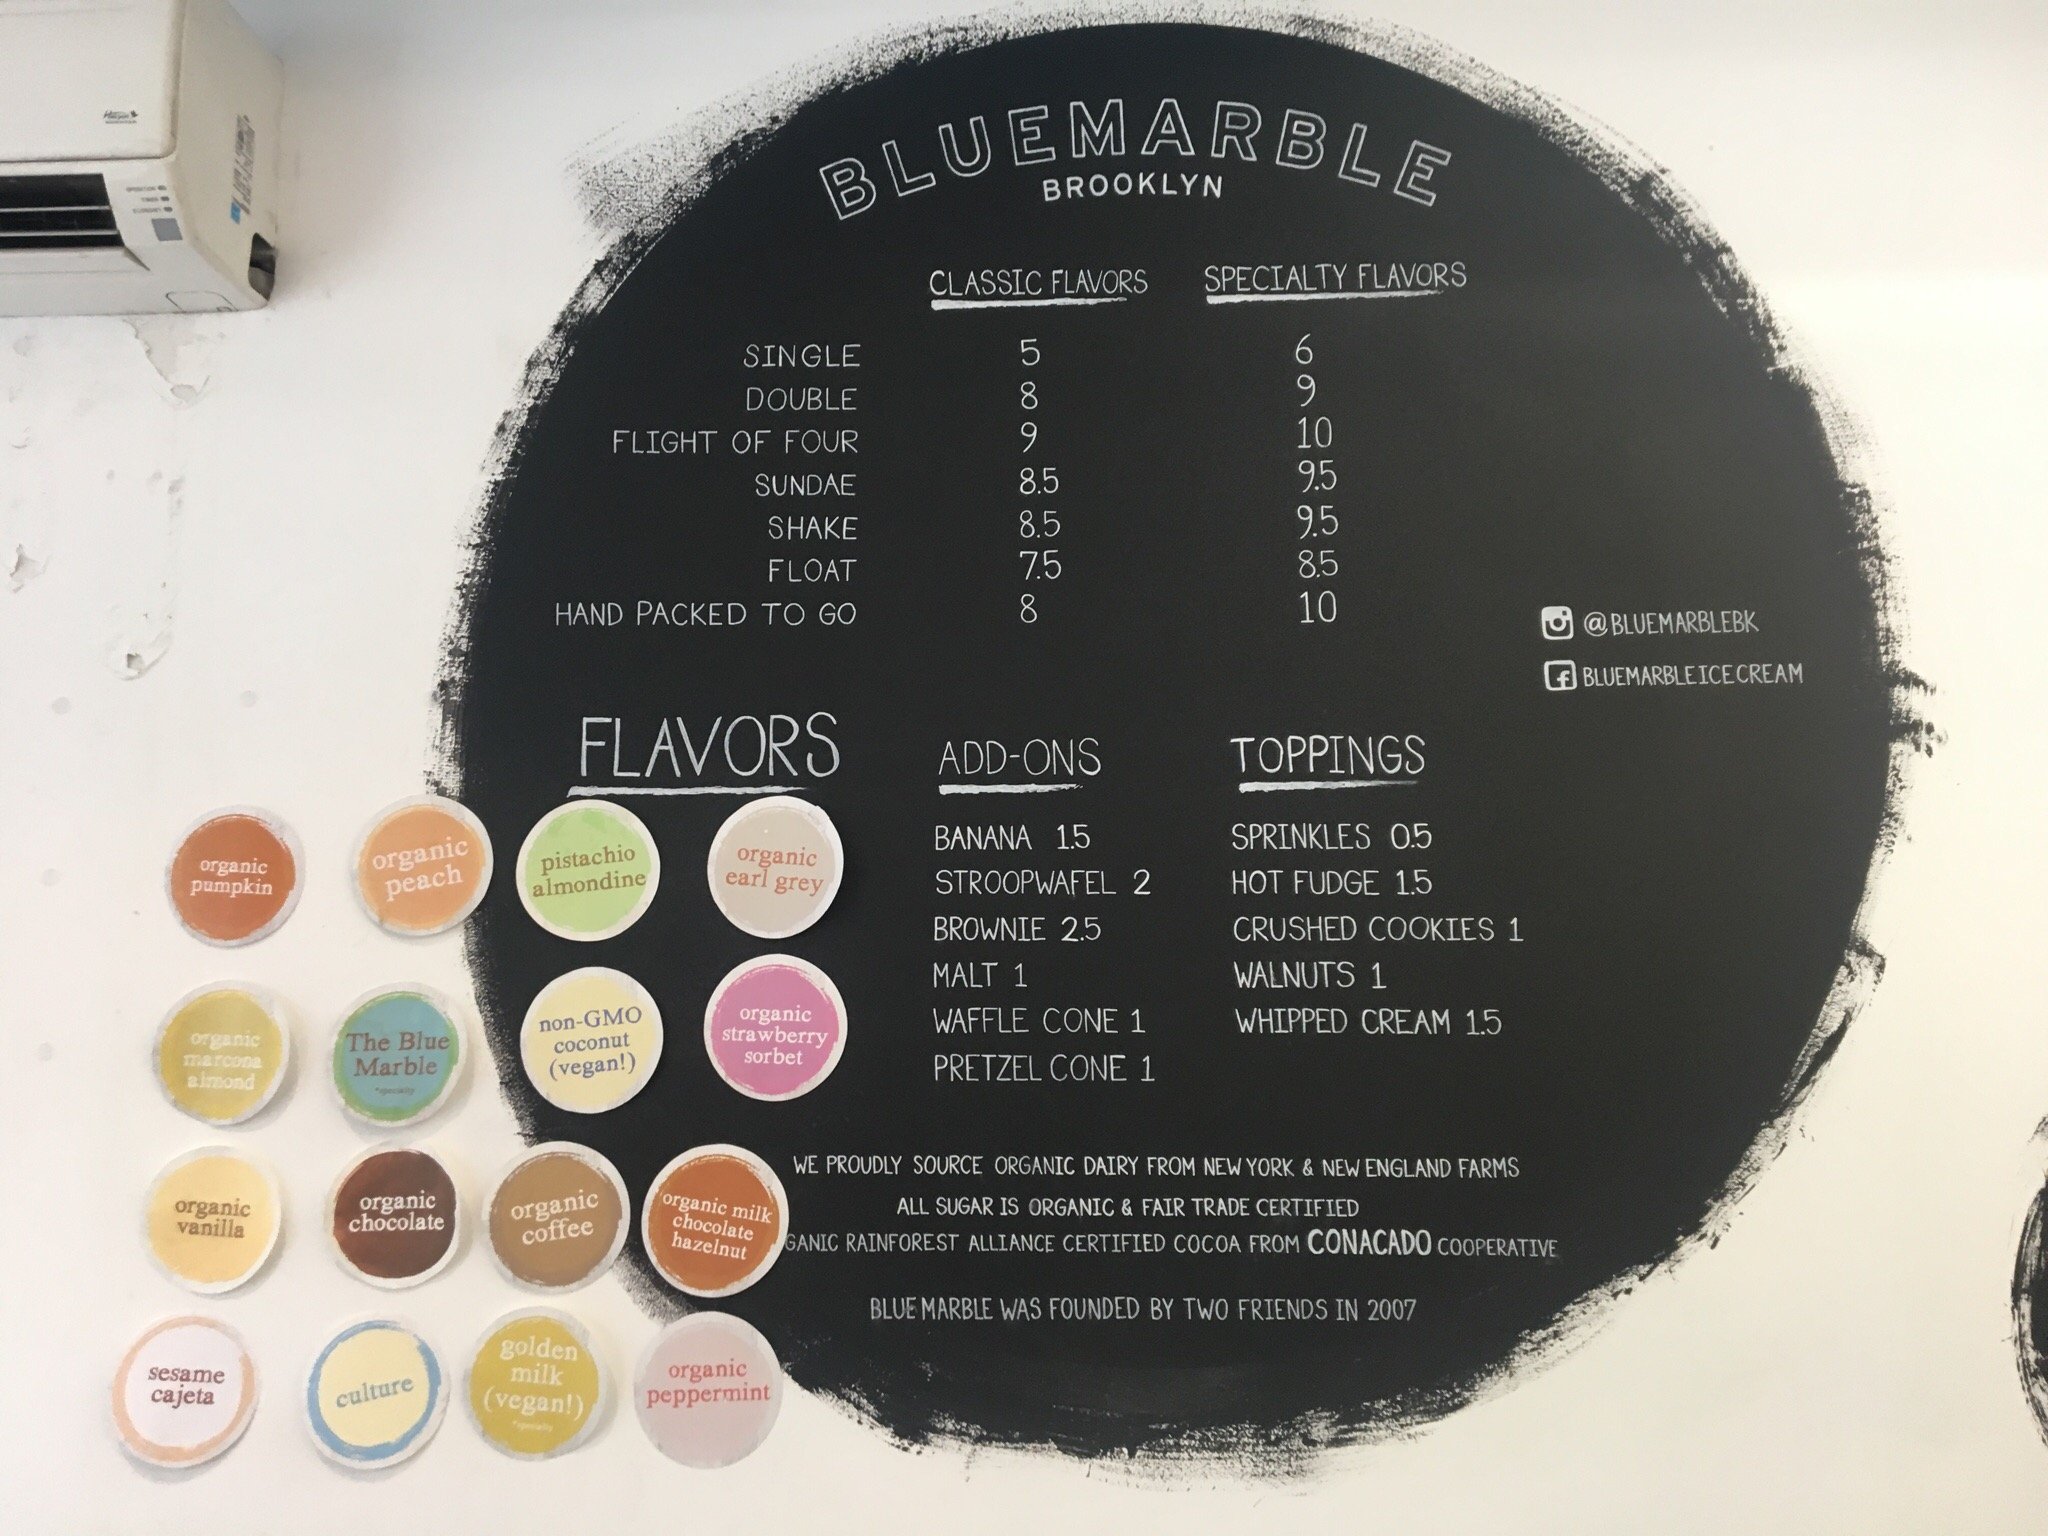 BLUEMARBLE
BROOKLYN
CLASSIC FLAVORS SPECIALTY FLAVORS
SINGLE 5 6
DOUBLE 8 9
FLIGHT OF FOUR 9 10
SUNDAE 8.5 9.5
SHAKE 8.5 9.5
FLOAT 7.5 8.5
HAND PACKED TO GO 8 10
@BLUEMARBLEBK
BLUEMARBLEICECREAM
FLAVORS
organic
pumpkin
organic
peach
pistachio
almondine
organic
earl grey
organic
marcona
almond
The Blue
Marble
*specialty
non-GMO
coconut
(vegan!)
organic
strawberry
sorbet
organic
vanilla
organic
chocolate
organic
coffee
organic milk
chocolate
hazelnut
sesame
cajeta
culture
golden
milk
(vegan!)
*specialty
organic
peppermint
ADD-ONS
BANANA 1.5
STROOPWAFEL 2
BROWNIE 2.5
MALT 1
WAFFLE CONE 1
PRETZEL CONE 1
TOPPINGS
SPRINKLES 0.5
HOT FUDGE 1.5
CRUSHED COOKIES 1
WALNUTS 1
WHIPPED CREAM 1.5
WE PROUDLY SOURCE ORGANIC DAIRY FROM NEW YORK & NEW ENGLAND FARMS
ALL SUGAR IS ORGANIC & FAIR TRADE CERTIFIED
GANIC RAINFOREST ALLIANCE CERTIFIED COCOA FROM CONACADO COOPERATIVE
BLUE MARBLE WAS FOUNDED BY TWO FRIENDS IN 2007